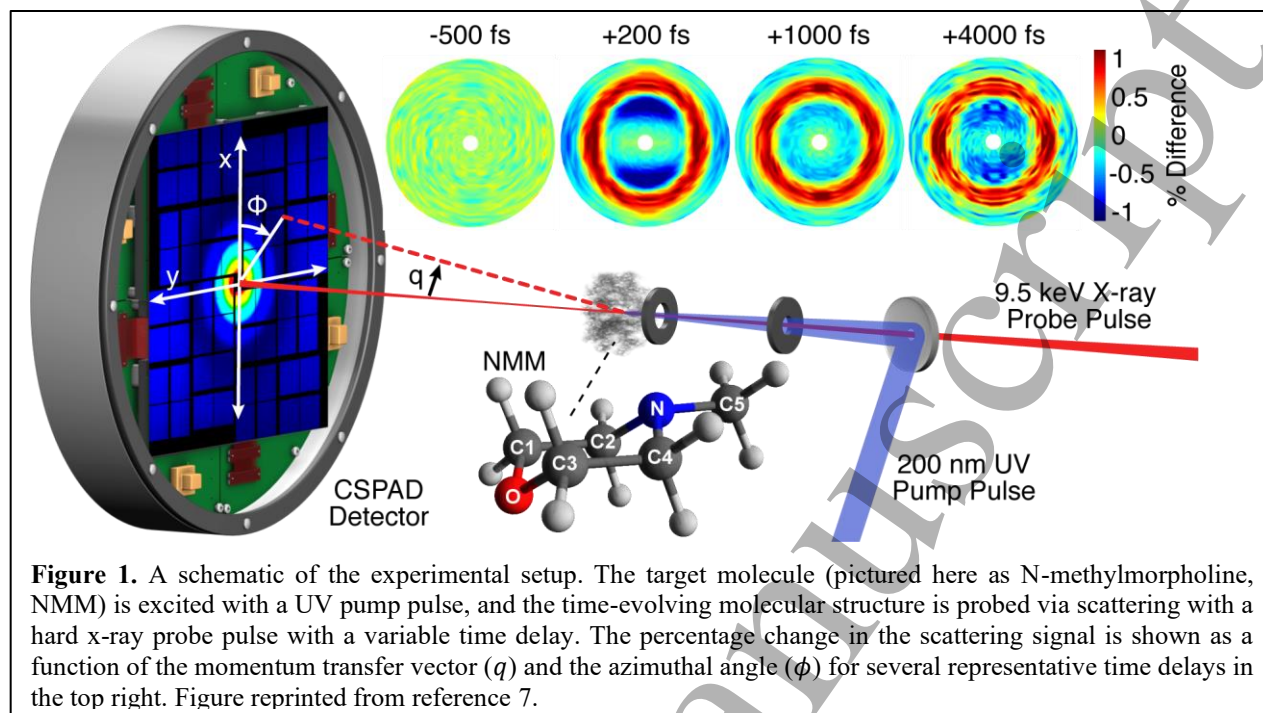 -500 fs
+200 fs
+1000 fs
+4000 fs
1
0.5
0
-0.5
-1
% Difference
x
Φ
y
q
9.5 keV X-ray
Probe Pulse
NMM
N
C5
C1
C2
C3
C4
O
200 nm UV
Pump Pulse
CSPAD
Detector
Figure 1. A schematic of the experimental setup. The target molecule (pictured here as N-methylmorpholine,
NMM) is excited with a UV pump pulse, and the time-evolving molecular structure is probed via scattering with a
hard x-ray probe pulse with a variable time delay. The percentage change in the scattering signal is shown as a
function of the momentum transfer vector (q) and the azimuthal angle (ϕ) for several representative time delays in
the top right. Figure reprinted from reference 7.
anuscript